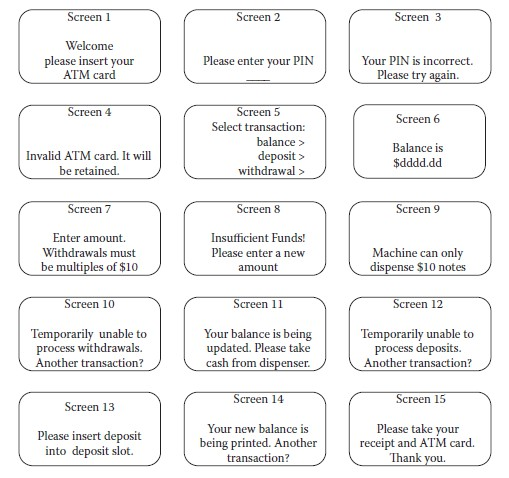 Screen 1
Welcome
please insert your
ATM card
Screen 2
Please enter your PIN
____
Screen 3
Your PIN is incorrect.
Please try again.
Screen 4
Invalid ATM card. It will
be retained.
Screen 5
Select transaction:
balance >
deposit >
withdrawal >
Screen 6
Balance is
$dddd.dd
Screen 7
Enter amount.
Withdrawals must
be multiples of $10
Screen 8
Insufficient Funds!
Please enter a new
amount
Screen 9
Machine can only
dispense $10 notes
Screen 10
Temporarily unable to
process withdrawals.
Another transaction?
Screen 11
Your balance is being
updated. Please take
cash from dispenser.
Screen 12
Temporarily unable to
process deposits.
Another transaction?
Screen 13
Please insert deposit
into deposit slot.
Screen 14
Your new balance is
being printed. Another
transaction?
Screen 15
Please take your
receipt and ATM card.
Thank you.